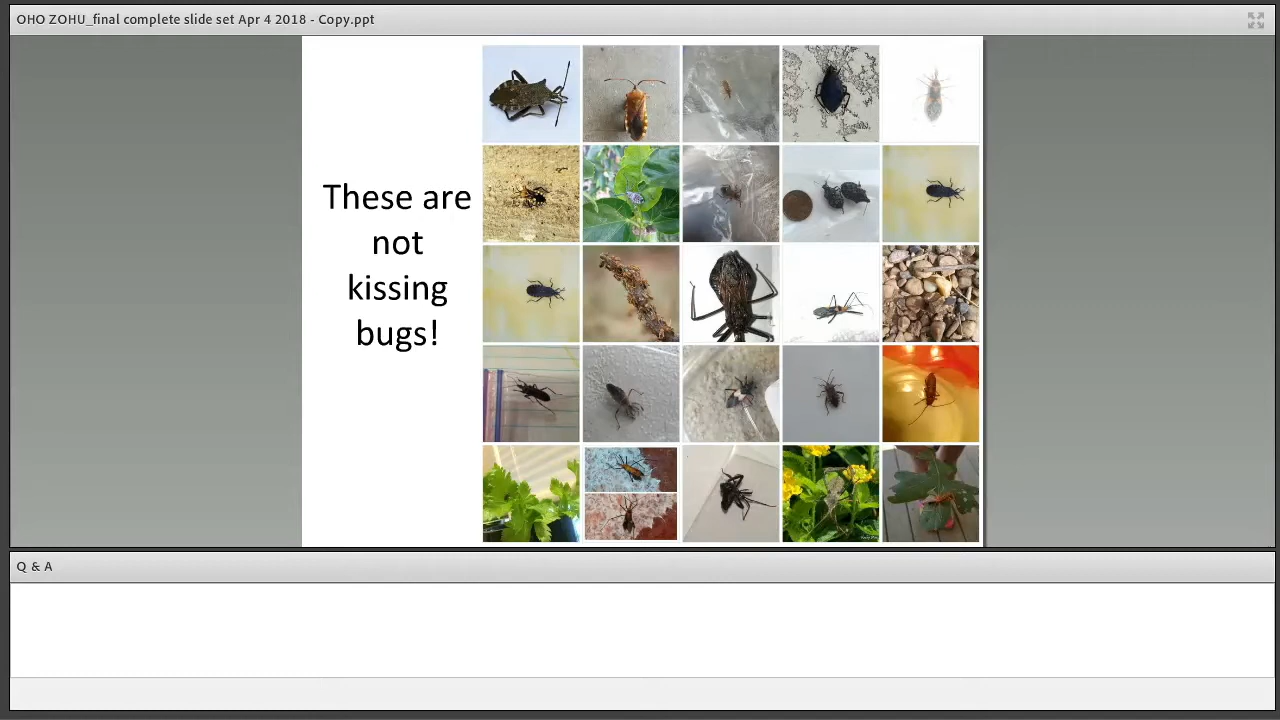 OHO ZOHU_final complete slide set Apr 4 2018 - Copy.ppt
These are
not
kissing
bugs!
Q & A